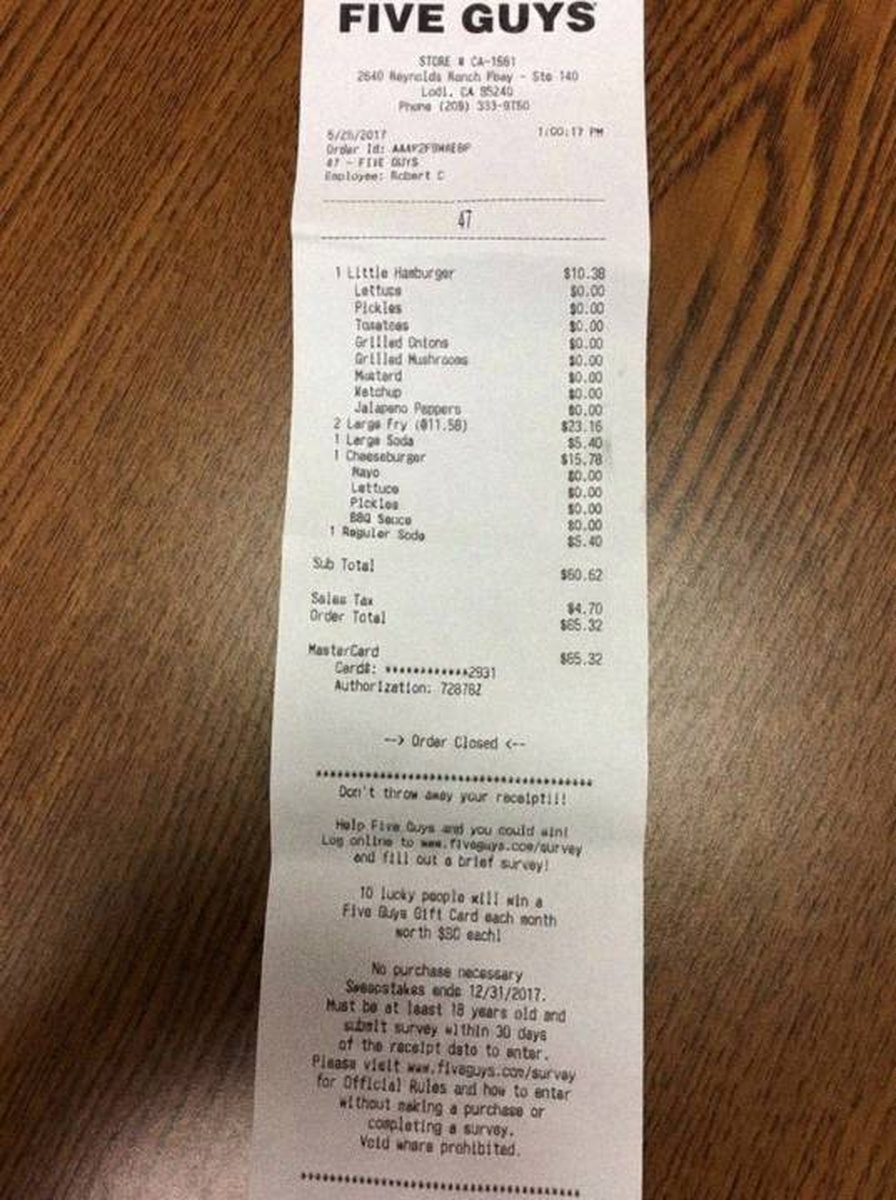 FIVE GUYS
STORE # CA-1561
2640 Reynolds Ranch Pkwy - Ste 140
Lodi, CA 95240
Phone (209) 333-9750
1:00:17 PM
Order Id:
47 - FIVE GUYS
Employee: Robert C
47
1 Little Hamburger $10.38
Lettuce $0.00
Pickles $0.00
Tomatoes $0.00
Grilled Onions $0.00
Grilled Mushrooms $0.00
Mustard $0.00
Ketchup $0.00
Jalapeno Peppers $0.00
2 Large Fry (@11.58) $23.16
1 Large Soda $5.40
1 Cheeseburger $15.78
Mayo $0.00
Lettuce $0.00
Pickles $0.00
BBQ Sauce $0.00
1 Regular Soda $5.40
Sub Total $60.62
Sales Tax $4.70
Order Total $65.32
MasterCard $65.32
Card#: ************2931
Authorization: 72878Z
--> Order Closed <--
****************************************
Don't throw away your receipt!!!
Help Five Guys and you could win!
Log online to www.fiveguys.com/survey
and fill out a brief survey!
10 lucky people will win a
Five Guys Gift Card each month
worth each!
No purchase necessary
Sweepstakes ends 12/31/2017.
Must be at least 18 years old and
submit survey within 30 days
of the receipt date to enter.
Please visit www.fiveguys.com/survey
for Official Rules and how to enter
without making a purchase or
completing a survey.
Void where prohibited.
****************************************